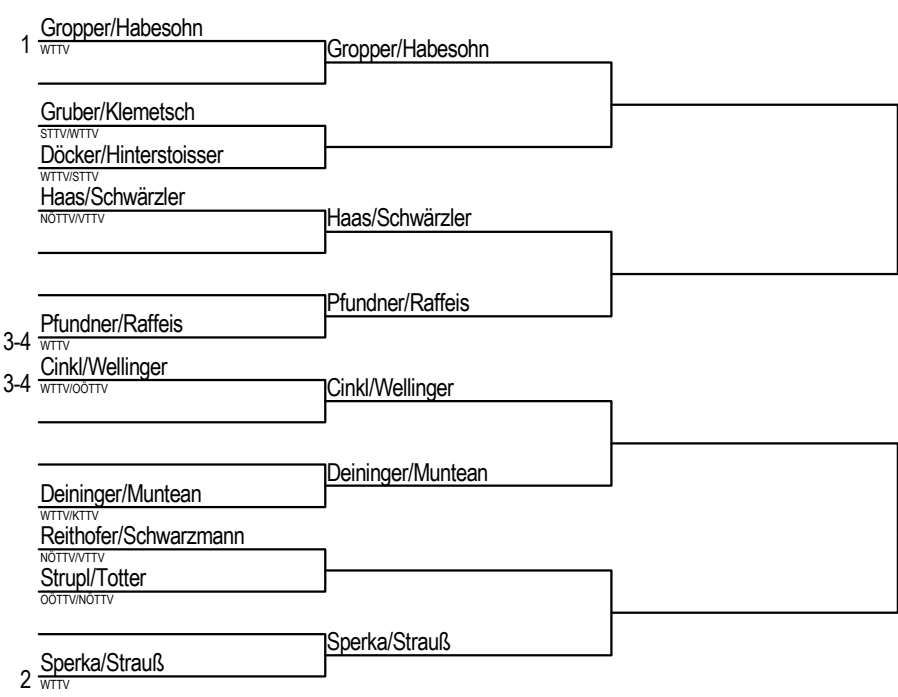 Gropper/Habesohn
1 WTTV
Gropper/Habesohn
Gruber/Klemetsch
STTV/WTTV
Döcker/Hinterstoisser
WTTV/STTV
Haas/Schwärzler
NÖTTV/VTTV
Haas/Schwärzler
Pfundner/Raffeis
Pfundner/Raffeis
3-4 WTTV
Cinkl/Wellinger
3-4 WTTV/OÖTTV
Cinkl/Wellinger
Deininger/Muntean
Deininger/Muntean
WTTV/KTTV
Reithofer/Schwarzmann
NÖTTV/VTTV
Strupl/Totter
OÖTTV/NÖTTV
Sperka/Strauß
Sperka/Strauß
2 WTTV